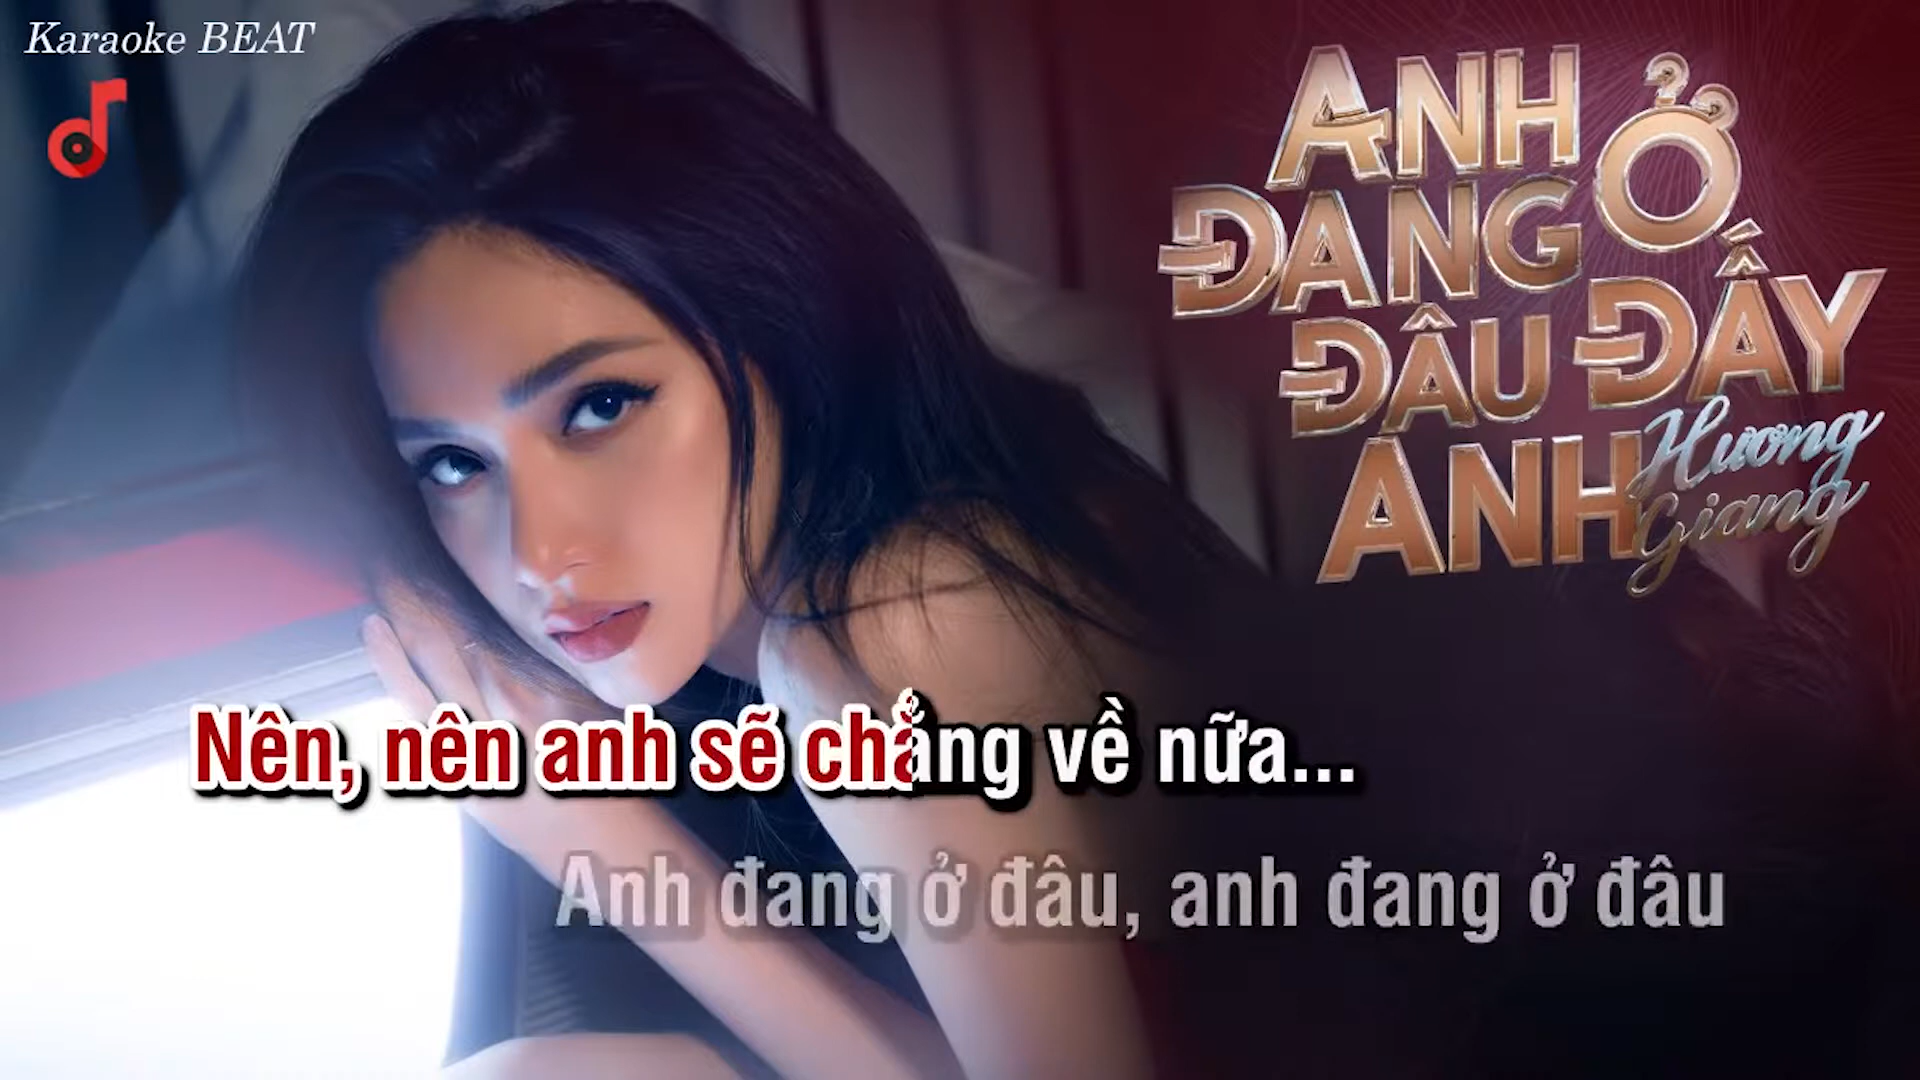 Karaoke BEAT
ANH
ĐANG Ở
ĐÂU ĐẤY
ANH
Hương
Giang
Nên, nên anh sẽ chẳng về nữa...
Anh đang ở đâu, anh đang ở đâu